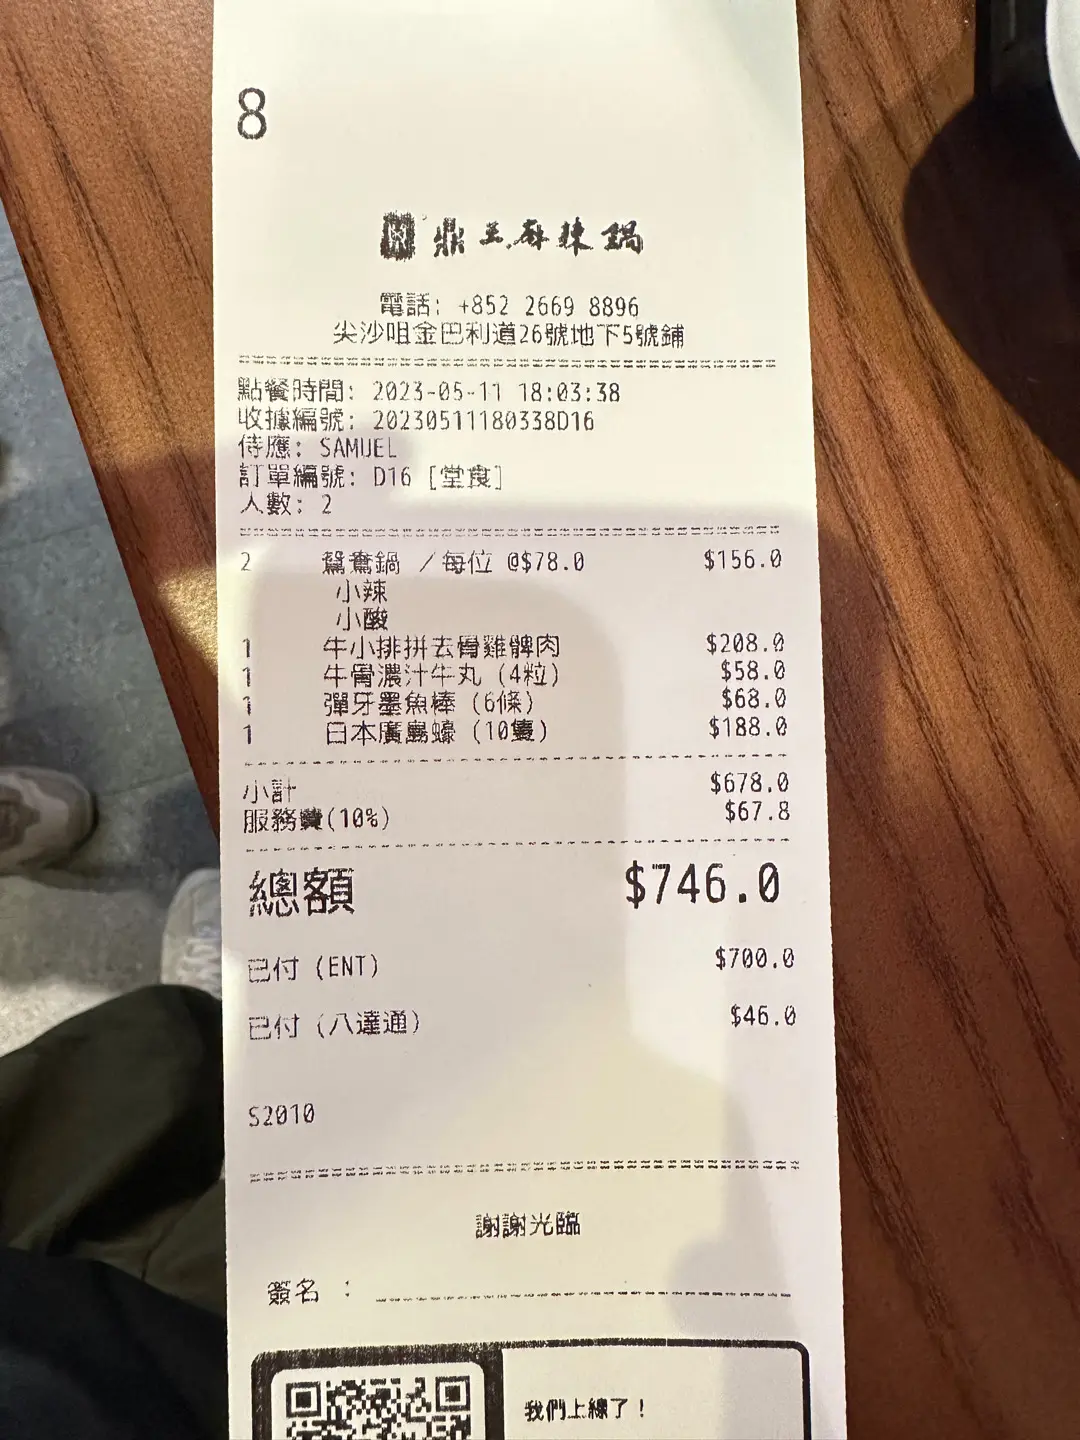 8
鼎王麻辣鍋
電話: +852 2669 8896
尖沙咀金巴利道26號地下5號鋪
點餐時間: 2023-05-11 18:03:38
收據編號: 20230511180338D16
侍應: SAMUEL
訂單編號: D16 [堂食]
人數: 2
2 鴛鴦鍋 /每位 @$78.0 $156.0
小辣
小酸
1 牛小排拼去骨雞髀肉 $208.0
1 牛骨濃汁牛丸 (4粒) $58.0
1 彈牙墨魚棒 (6條) $68.0
1 日本廣島蠔 (10隻) $188.0
小計 $678.0
服務費(10%) $67.8
總額 $746.0
已付 (ENT) $700.0
已付 (八達通) $46.0
S2010
謝謝光臨
簽名 :
我們上線了!